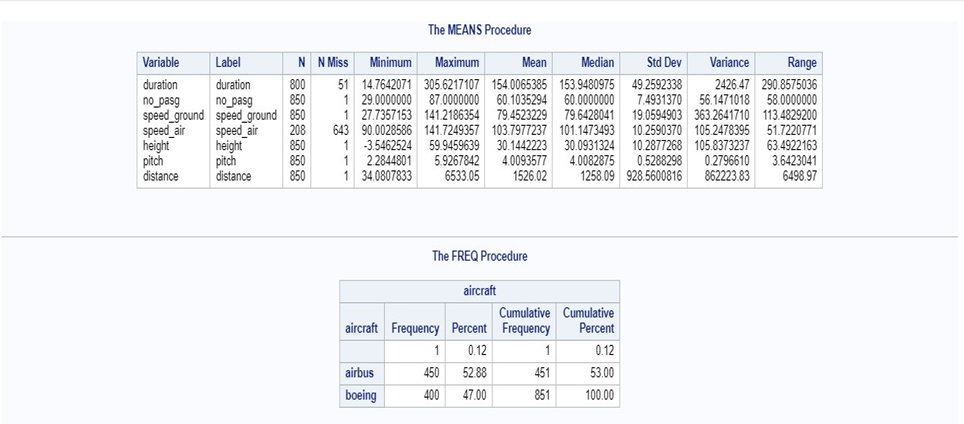 The MEANS Procedure
Variable Label N N Miss Minimum Maximum Mean Median Std Dev Variance Range
duration duration 800 51 14.7642071 305.6217107 154.0065385 153.9480975 49.2592338 2426.47 290.8575036
no_pasg no_pasg 850 1 29.0000000 87.0000000 60.1035294 60.0000000 7.4931370 56.1471018 58.0000000
speed_ground speed_ground 850 1 27.7357153 141.2186354 79.4523229 79.6428041 19.0594903 363.2641710 113.4829200
speed_air speed_air 208 643 90.0028586 141.7249357 103.7977237 101.1473493 10.2590370 105.2478395 51.7220771
height height 850 1 -3.5462524 59.9459639 30.1442223 30.0931324 10.2877268 105.8373237 63.4922163
pitch pitch 850 1 2.2844801 5.9267842 4.0093577 4.0082875 0.5288298 0.2796610 3.6423041
distance distance 850 1 34.0807833 6533.05 1526.02 1258.09 928.5600816 862223.83 6498.97
The FREQ Procedure
aircraft
aircraft Frequency Percent Cumulative Frequency Cumulative Percent
1 0.12 1 0.12
airbus 450 52.88 451 53.00
boeing 400 47.00 851 100.00